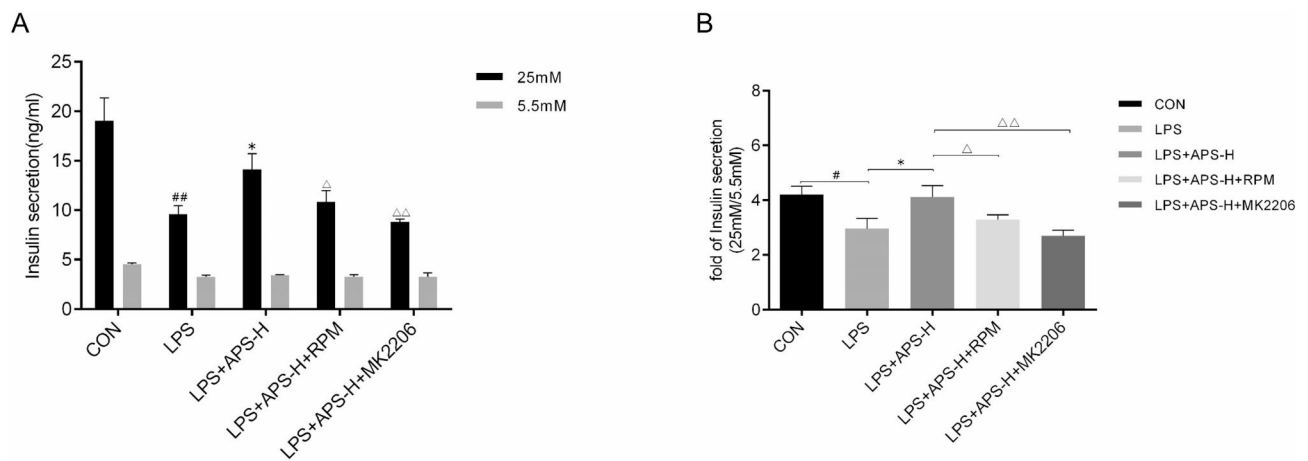 A
Insulin secretion(ng/ml)
25
20
15
10
5
0
##
*
△
△△
CON
LPS
LPS+APS-H
LPS+APS-H+RPM
LPS+APS-H+MK2206
25mM
5.5mM
B
fold of Insulin secretion
(25mM/5.5mM)
8
6
4
2
0
#
*
△
△△
CON
LPS
LPS+APS-H
LPS+APS-H+RPM
LPS+APS-H+MK2206
CON
LPS
LPS+APS-H
LPS+APS-H+RPM
LPS+APS-H+MK2206